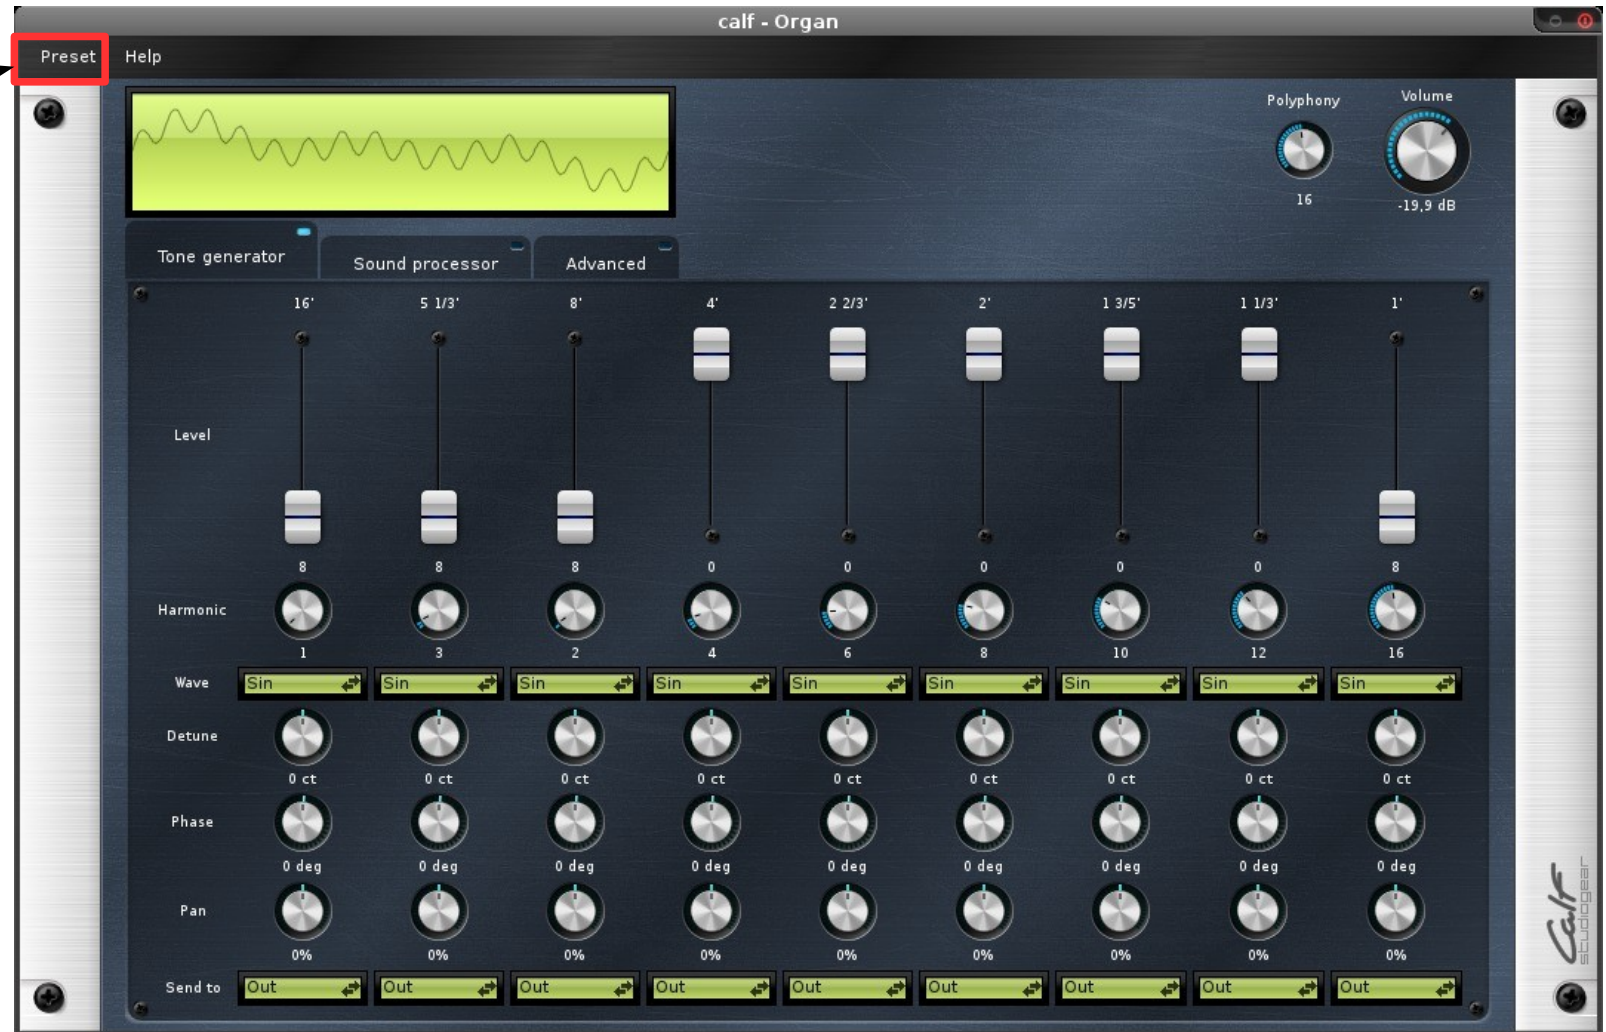 calf - Organ
Preset Help
Polyphony Volume
16 -19,9 dB
Tone generator Sound processor Advanced
16' 5 1/3' 8' 4' 2 2/3' 2' 1 3/5' 1 1/3' 1'
Level
8 8 8 0 0 0 0 0 8
Harmonic
1 3 2 4 6 8 10 12 16
Wave Sin Sin Sin Sin Sin Sin Sin Sin Sin
Detune
0 ct 0 ct 0 ct 0 ct 0 ct 0 ct 0 ct 0 ct 0 ct
Phase
0 deg 0 deg 0 deg 0 deg 0 deg 0 deg 0 deg 0 deg 0 deg
Pan
0% 0% 0% 0% 0% 0% 0% 0% 0%
Send to Out Out Out Out Out Out Out Out Out
Calf
studiogear